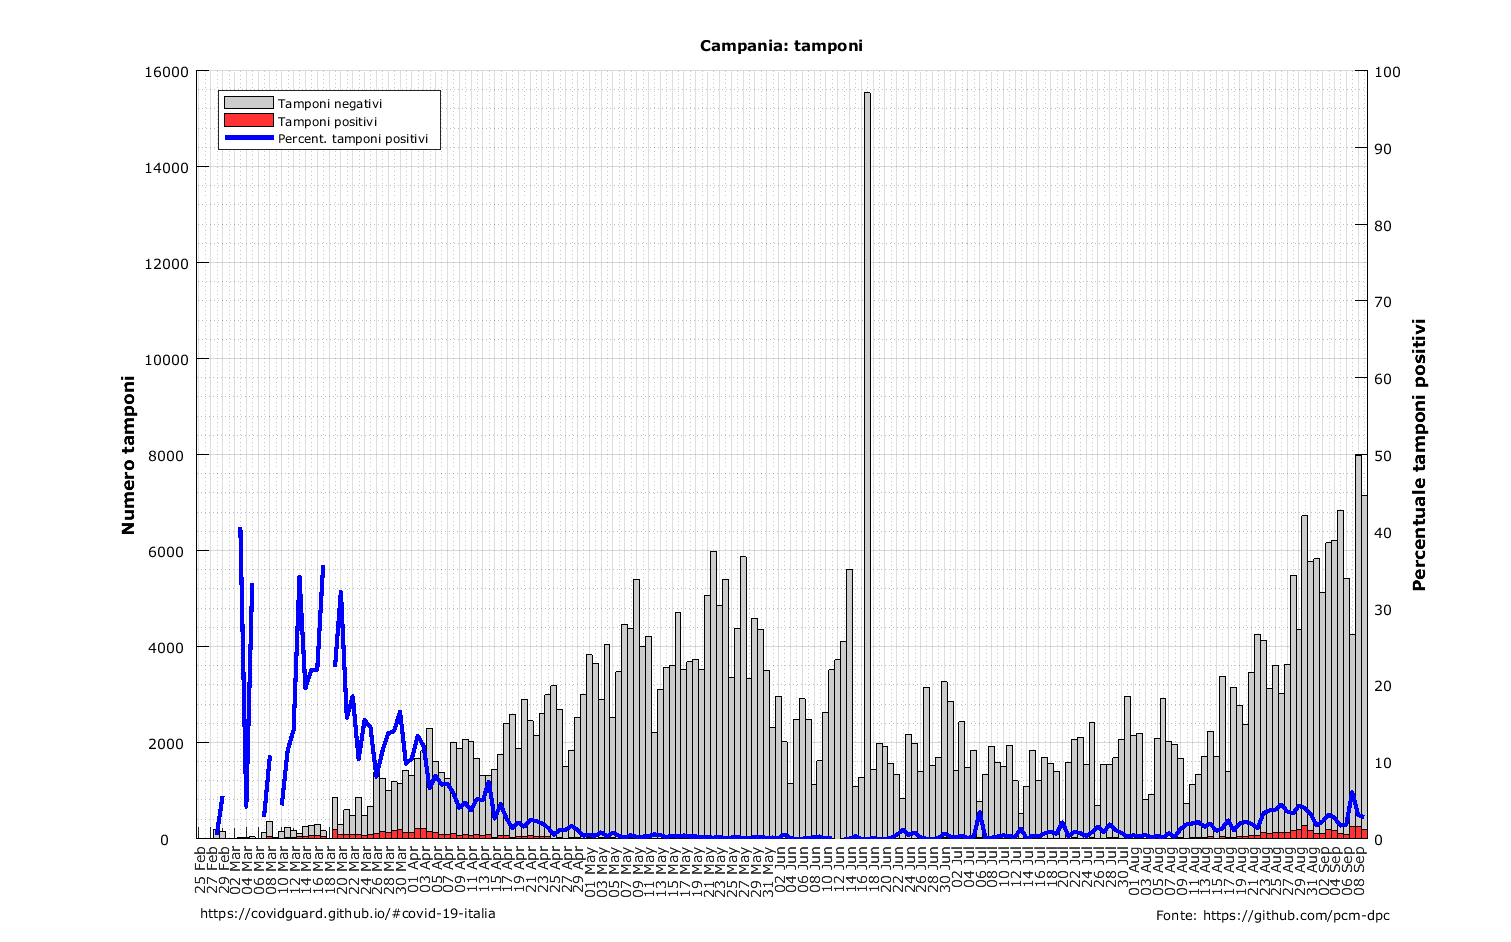 Campania: tamponi
16000
14000
12000
10000
8000
6000
4000
2000
0
Numero tamponi
Tamponi negativi
Tamponi positivi
Percent. tamponi positivi
100
90
80
70
60
50
40
30
20
10
0
Percentuale tamponi positivi
25 Feb
27 Feb
29 Feb
02 Mar
04 Mar
06 Mar
08 Mar
10 Mar
12 Mar
14 Mar
16 Mar
18 Mar
20 Mar
22 Mar
24 Mar
26 Mar
28 Mar
30 Mar
01 Apr
03 Apr
05 Apr
07 Apr
09 Apr
11 Apr
13 Apr
15 Apr
17 Apr
19 Apr
21 Apr
23 Apr
25 Apr
27 Apr
29 Apr
01 May
03 May
05 May
07 May
09 May
11 May
13 May
15 May
17 May
19 May
21 May
23 May
25 May
27 May
29 May
31 May
02 Jun
04 Jun
06 Jun
08 Jun
10 Jun
12 Jun
14 Jun
16 Jun
18 Jun
20 Jun
22 Jun
24 Jun
26 Jun
28 Jun
30 Jun
02 Jul
04 Jul
06 Jul
08 Jul
10 Jul
12 Jul
14 Jul
16 Jul
18 Jul
20 Jul
22 Jul
24 Jul
26 Jul
28 Jul
30 Jul
01 Aug
03 Aug
05 Aug
07 Aug
09 Aug
11 Aug
13 Aug
15 Aug
17 Aug
19 Aug
21 Aug
23 Aug
25 Aug
27 Aug
29 Aug
31 Aug
02 Sep
04 Sep
06 Sep
08 Sep
https://covidguard.github.io/#covid-19-italia
Fonte: https://github.com/pcm-dpc